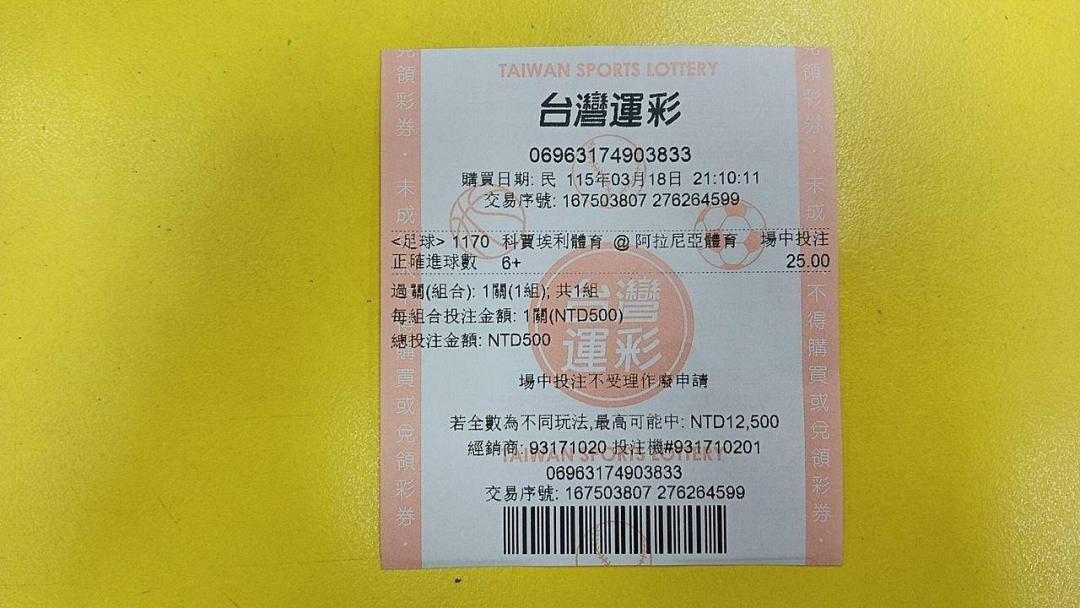 TAIWAN SPORTS LOTTERY
台灣運彩
06963174903833
購買日期: 民 115年03月18日 21:10:11
交易序號: 167503807 276264599
<足球> 1170 科賈埃利體育 @ 阿拉尼亞體育 場中投注
正確進球數 6+ 25.00
過關(組合): 1關(1組); 共1組
每組合投注金額: 1關(NTD500)
總投注金額: NTD500
台灣運彩
場中投注不受理作廢申請
若全數為不同玩法,最高可能中: NTD12,500
經銷商: 93171020 投注機#931710201
TAIWAN SPORTS LOTTERY
06963174903833
交易序號: 167503807 276264599
兌領彩券・未成
購買或兌領彩券・
兌領彩券・未成
不得購買或兌領彩券・